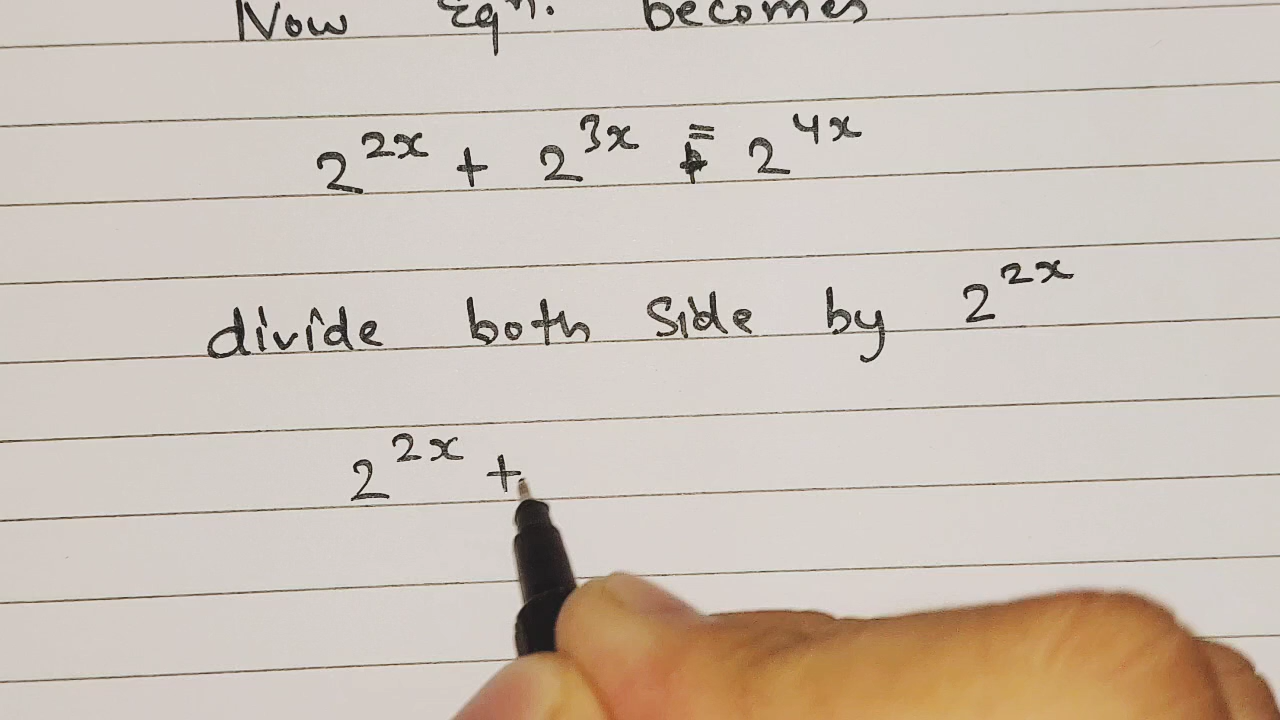 Now Eqn. becomes
2^{2x} + 2^{3x} = 2^{4x}
divide both side by 2^{2x}
2^{2x} +